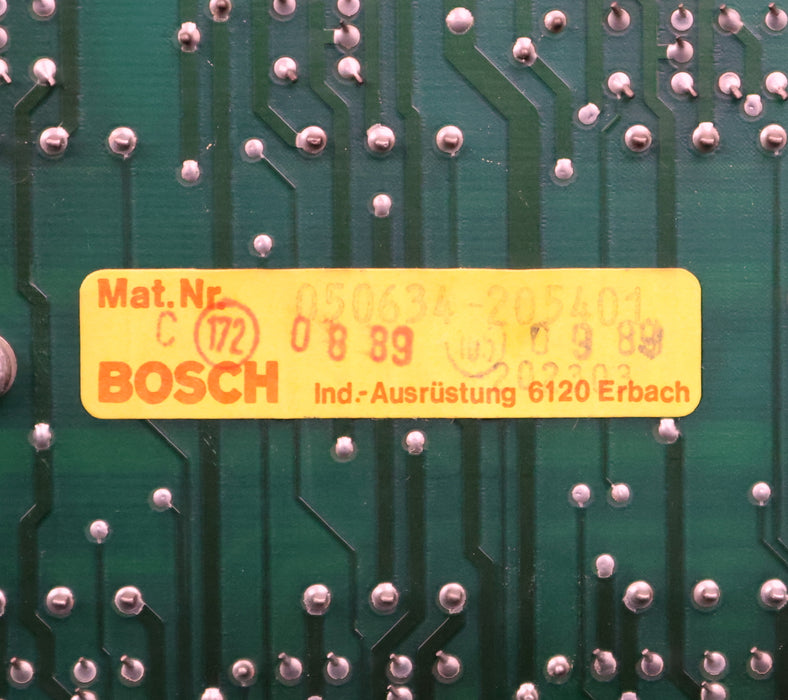 Mat. Nr. 050634-205401
C 172 0 8 89 0 9 89
202303
BOSCH Ind.-Ausrüstung 6120 Erbach